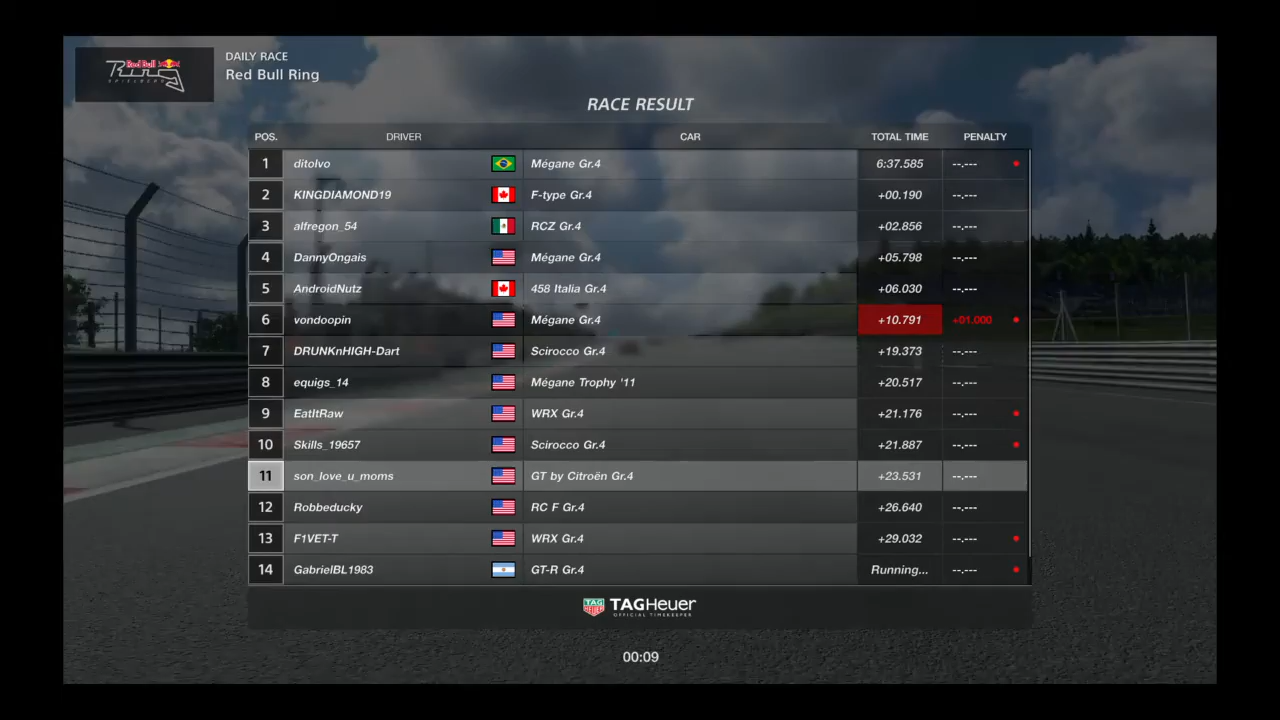 DAILY RACE
Red Bull Ring
Red Bull
Ring
SPIELBERG
RACE RESULT
POS. DRIVER CAR TOTAL TIME PENALTY
1 ditolvo Mégane Gr.4 6:37.585 --.---
2 KINGDIAMOND19 F-type Gr.4 +00.190 --.---
3 alfregon_54 RCZ Gr.4 +02.856 --.---
4 DannyOngais Mégane Gr.4 +05.798 --.---
5 AndroidNutz 458 Italia Gr.4 +06.030 --.---
6 vondoopin Mégane Gr.4 +10.791 +01.000
7 DRUNKnHIGH-Dart Scirocco Gr.4 +19.373 --.---
8 equigs_14 Mégane Trophy '11 +20.517 --.---
9 EatItRaw WRX Gr.4 +21.176 --.---
10 Skills_19657 Scirocco Gr.4 +21.887 --.---
11 son_love_u_moms GT by Citroën Gr.4 +23.531 --.---
12 Robbeducky RC F Gr.4 +26.640 --.---
13 F1VET-T WRX Gr.4 +29.032 --.---
14 GabrielBL1983 GT-R Gr.4 Running... --.---
TAG HEUER TAGHeuer
OFFICIAL TIMEKEEPER
00:09